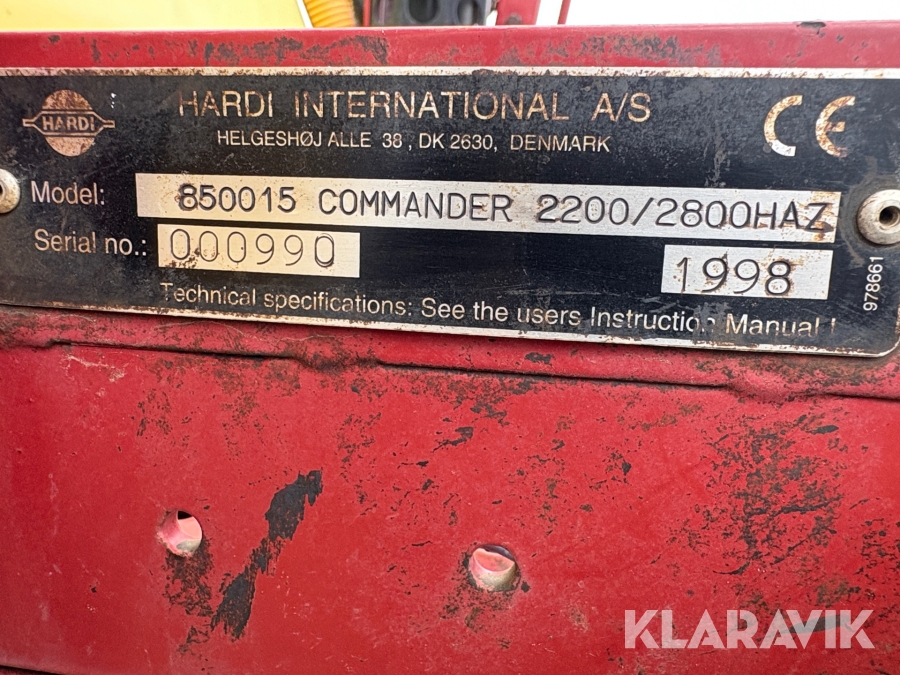 HARDI
HARDI INTERNATIONAL A/S
HELGESHØJ ALLE 38, DK 2630, DENMARK
CE
Model: 850015 COMMANDER 2200/2800HAZ
Serial no.: 000990 1998
Technical specifications: See the users Instruction Manual !
978661
KLARAVIK